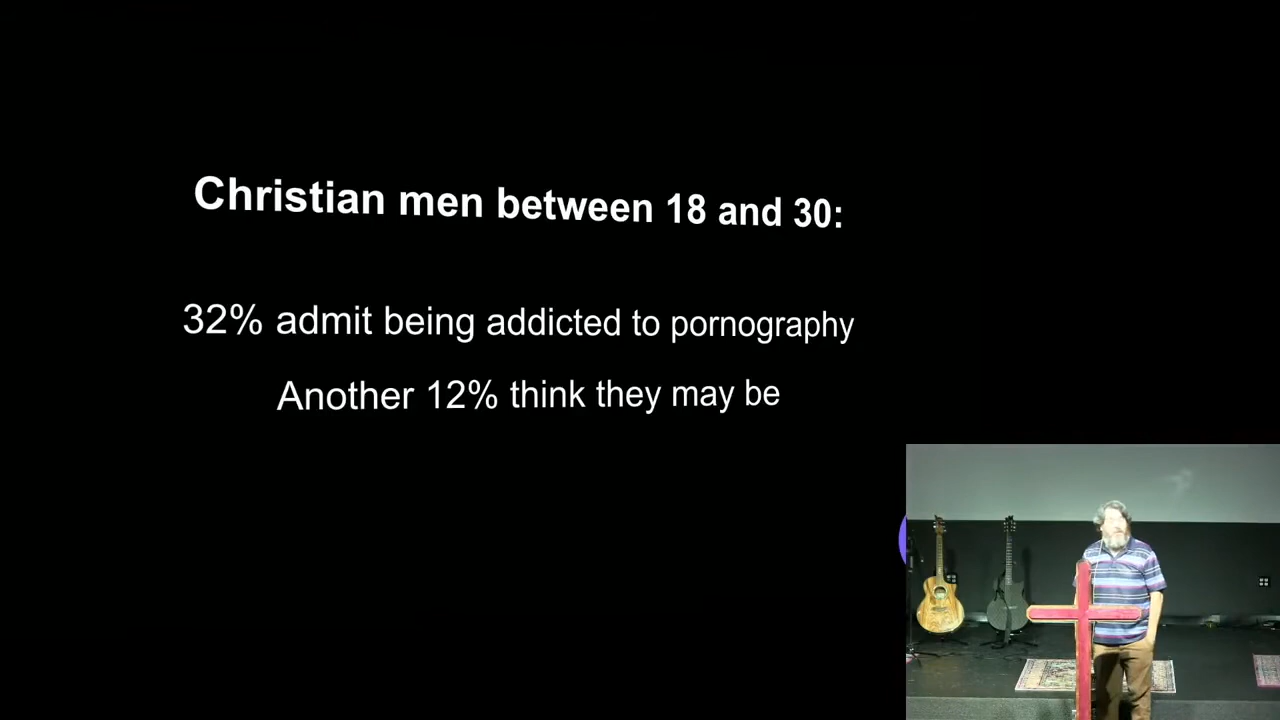 Christian men between 18 and 30:
32% admit being addicted to pornography
Another 12% think they may be